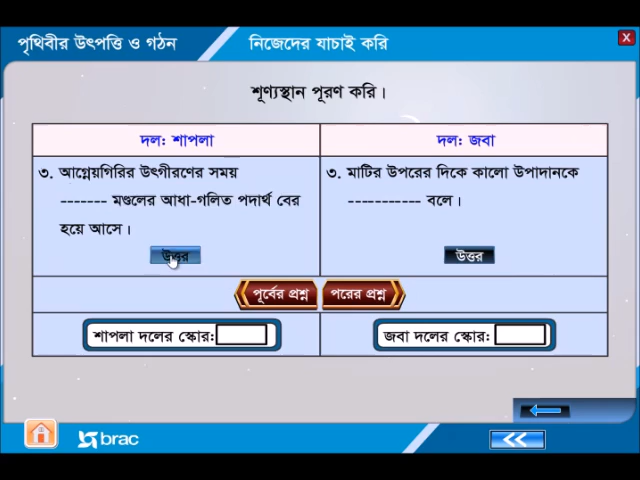 পৃথিবীর উৎপত্তি ও গঠন
নিজেদের যাচাই করি
শূণ্যস্থান পূরণ করি।
দল: শাপলা
দল: জবা
৩. আগ্নেয়গিরির উৎগীরণের সময়
------- মণ্ডলের আধা-গলিত পদার্থ বের
হয়ে আসে।
উত্তর
৩. মাটির উপরের দিকে কালো উপাদানকে
----------- বলে।
উত্তর
পূর্বের প্রশ্ন
পরের প্রশ্ন
শাপলা দলের স্কোর:
জবা দলের স্কোর:
brac